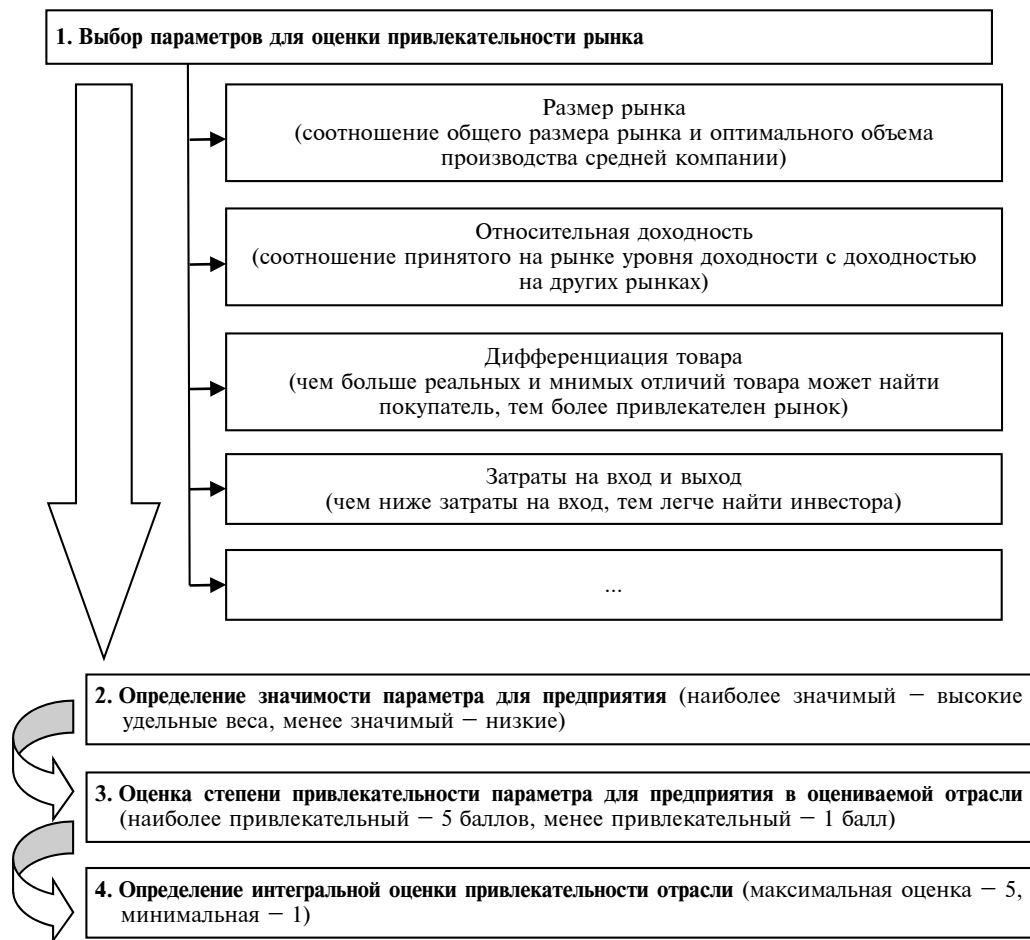 1. Выбор параметров для оценки привлекательности рынка
Размер рынка
(соотношение общего размера рынка и оптимального объема
производства средней компании)
Относительная доходность
(соотношение принятого на рынке уровня доходности с доходностью
на других рынках)
Дифференциация товара
(чем больше реальных и мнимых отличий товара может найти
покупатель, тем более привлекателен рынок)
Затраты на вход и выход
(чем ниже затраты на вход, тем легче найти инвестора)
...
2. Определение значимости параметра для предприятия (наиболее значимый – высокие
удельные веса, менее значимый – низкие)
3. Оценка степени привлекательности параметра для предприятия в оцениваемой отрасли
(наиболее привлекательный – 5 баллов, менее привлекательный – 1 балл)
4. Определение интегральной оценки привлекательности отрасли (максимальная оценка – 5,
минимальная – 1)